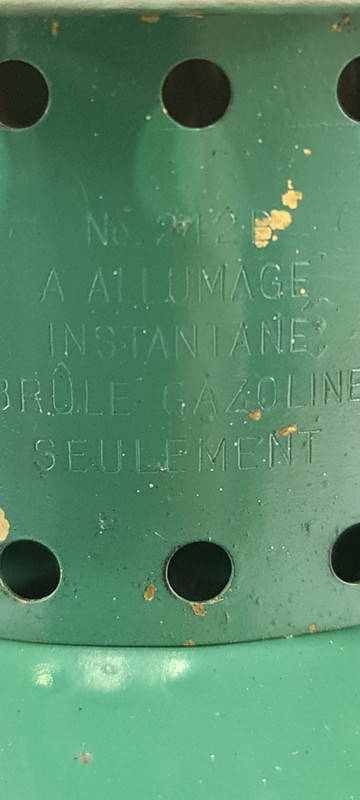 No. 242B
A ALLUMAGE
INSTANTANÉ
BRÛLE GAZOLINE
SEULEMENT